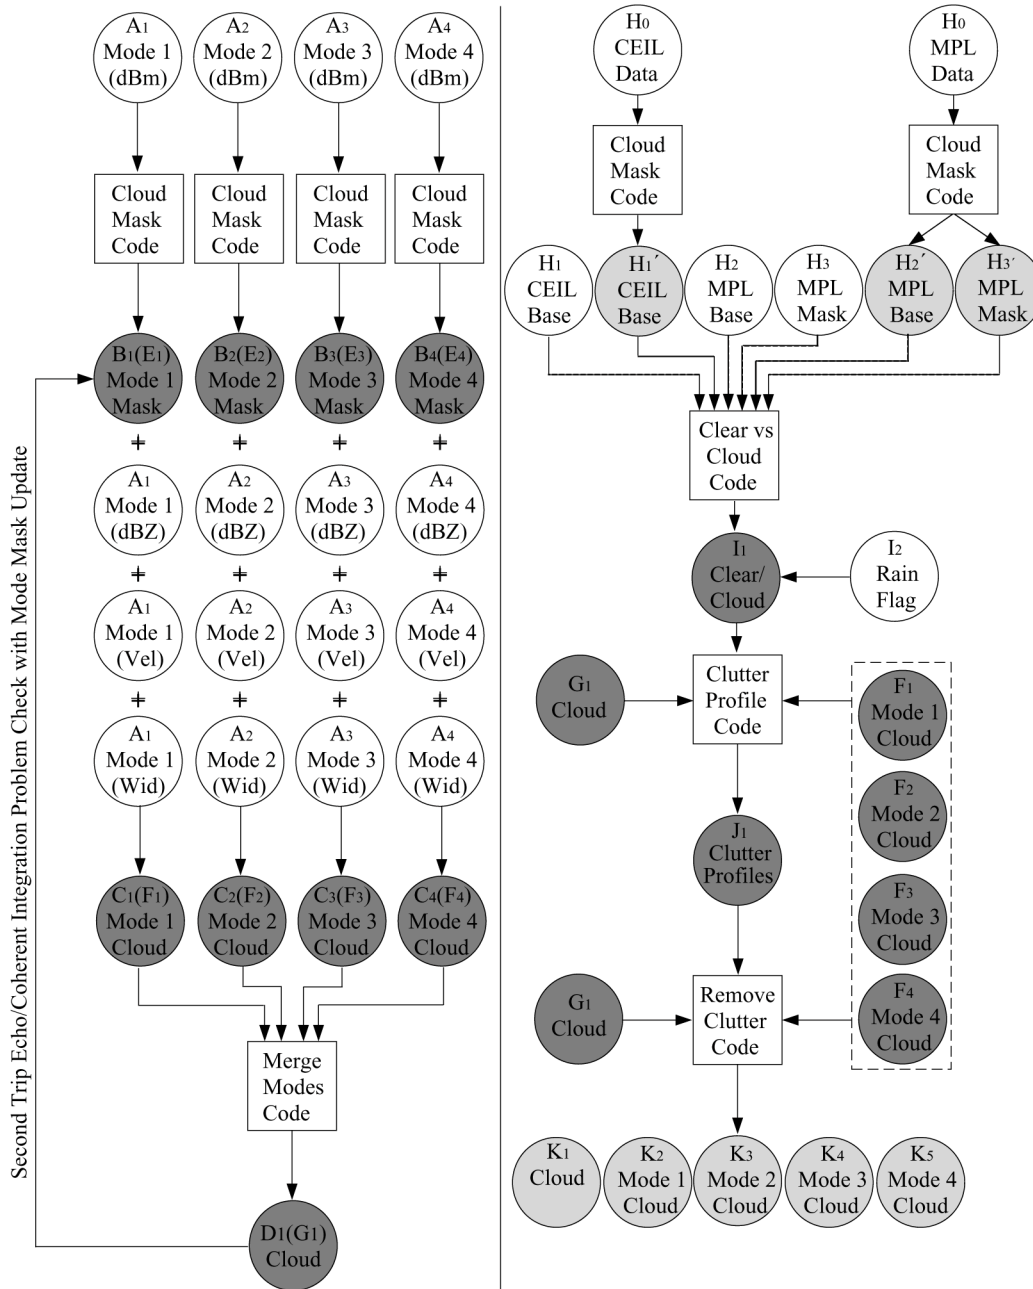 A1
Mode 1
(dBm)
A2
Mode 2
(dBm)
A3
Mode 3
(dBm)
A4
Mode 4
(dBm)
Cloud
Mask
Code
Cloud
Mask
Code
Cloud
Mask
Code
Cloud
Mask
Code
B1(E1)
Mode 1
Mask
B2(E2)
Mode 2
Mask
B3(E3)
Mode 3
Mask
B4(E4)
Mode 4
Mask
+
+
+
+
A1
Mode 1
(dBZ)
A2
Mode 2
(dBZ)
A3
Mode 3
(dBZ)
A4
Mode 4
(dBZ)
+
+
+
+
A1
Mode 1
(Vel)
A2
Mode 2
(Vel)
A3
Mode 3
(Vel)
A4
Mode 4
(Vel)
+
+
+
+
A1
Mode 1
(Wid)
A2
Mode 2
(Wid)
A3
Mode 3
(Wid)
A4
Mode 4
(Wid)
C1(F1)
Mode 1
Cloud
C2(F2)
Mode 2
Cloud
C3(F3)
Mode 3
Cloud
C4(F4)
Mode 4
Cloud
Merge
Modes
Code
D1(G1)
Cloud
Second Trip Echo/Coherent Integration Problem Check with Mode Mask Update
H0
CEIL
Data
H0
MPL
Data
Cloud
Mask
Code
Cloud
Mask
Code
H1
CEIL
Base
H1´
CEIL
Base
H2
MPL
Base
H3
MPL
Mask
H2´
MPL
Base
H3´
MPL
Mask
Clear vs
Cloud
Code
I1
Clear/
Cloud
I2
Rain
Flag
G1
Cloud
Clutter
Profile
Code
F1
Mode 1
Cloud
F2
Mode 2
Cloud
J1
Clutter
Profiles
F3
Mode 3
Cloud
G1
Cloud
Remove
Clutter
Code
F4
Mode 4
Cloud
K1
Cloud
K2
Mode 1
Cloud
K3
Mode 2
Cloud
K4
Mode 3
Cloud
K5
Mode 4
Cloud